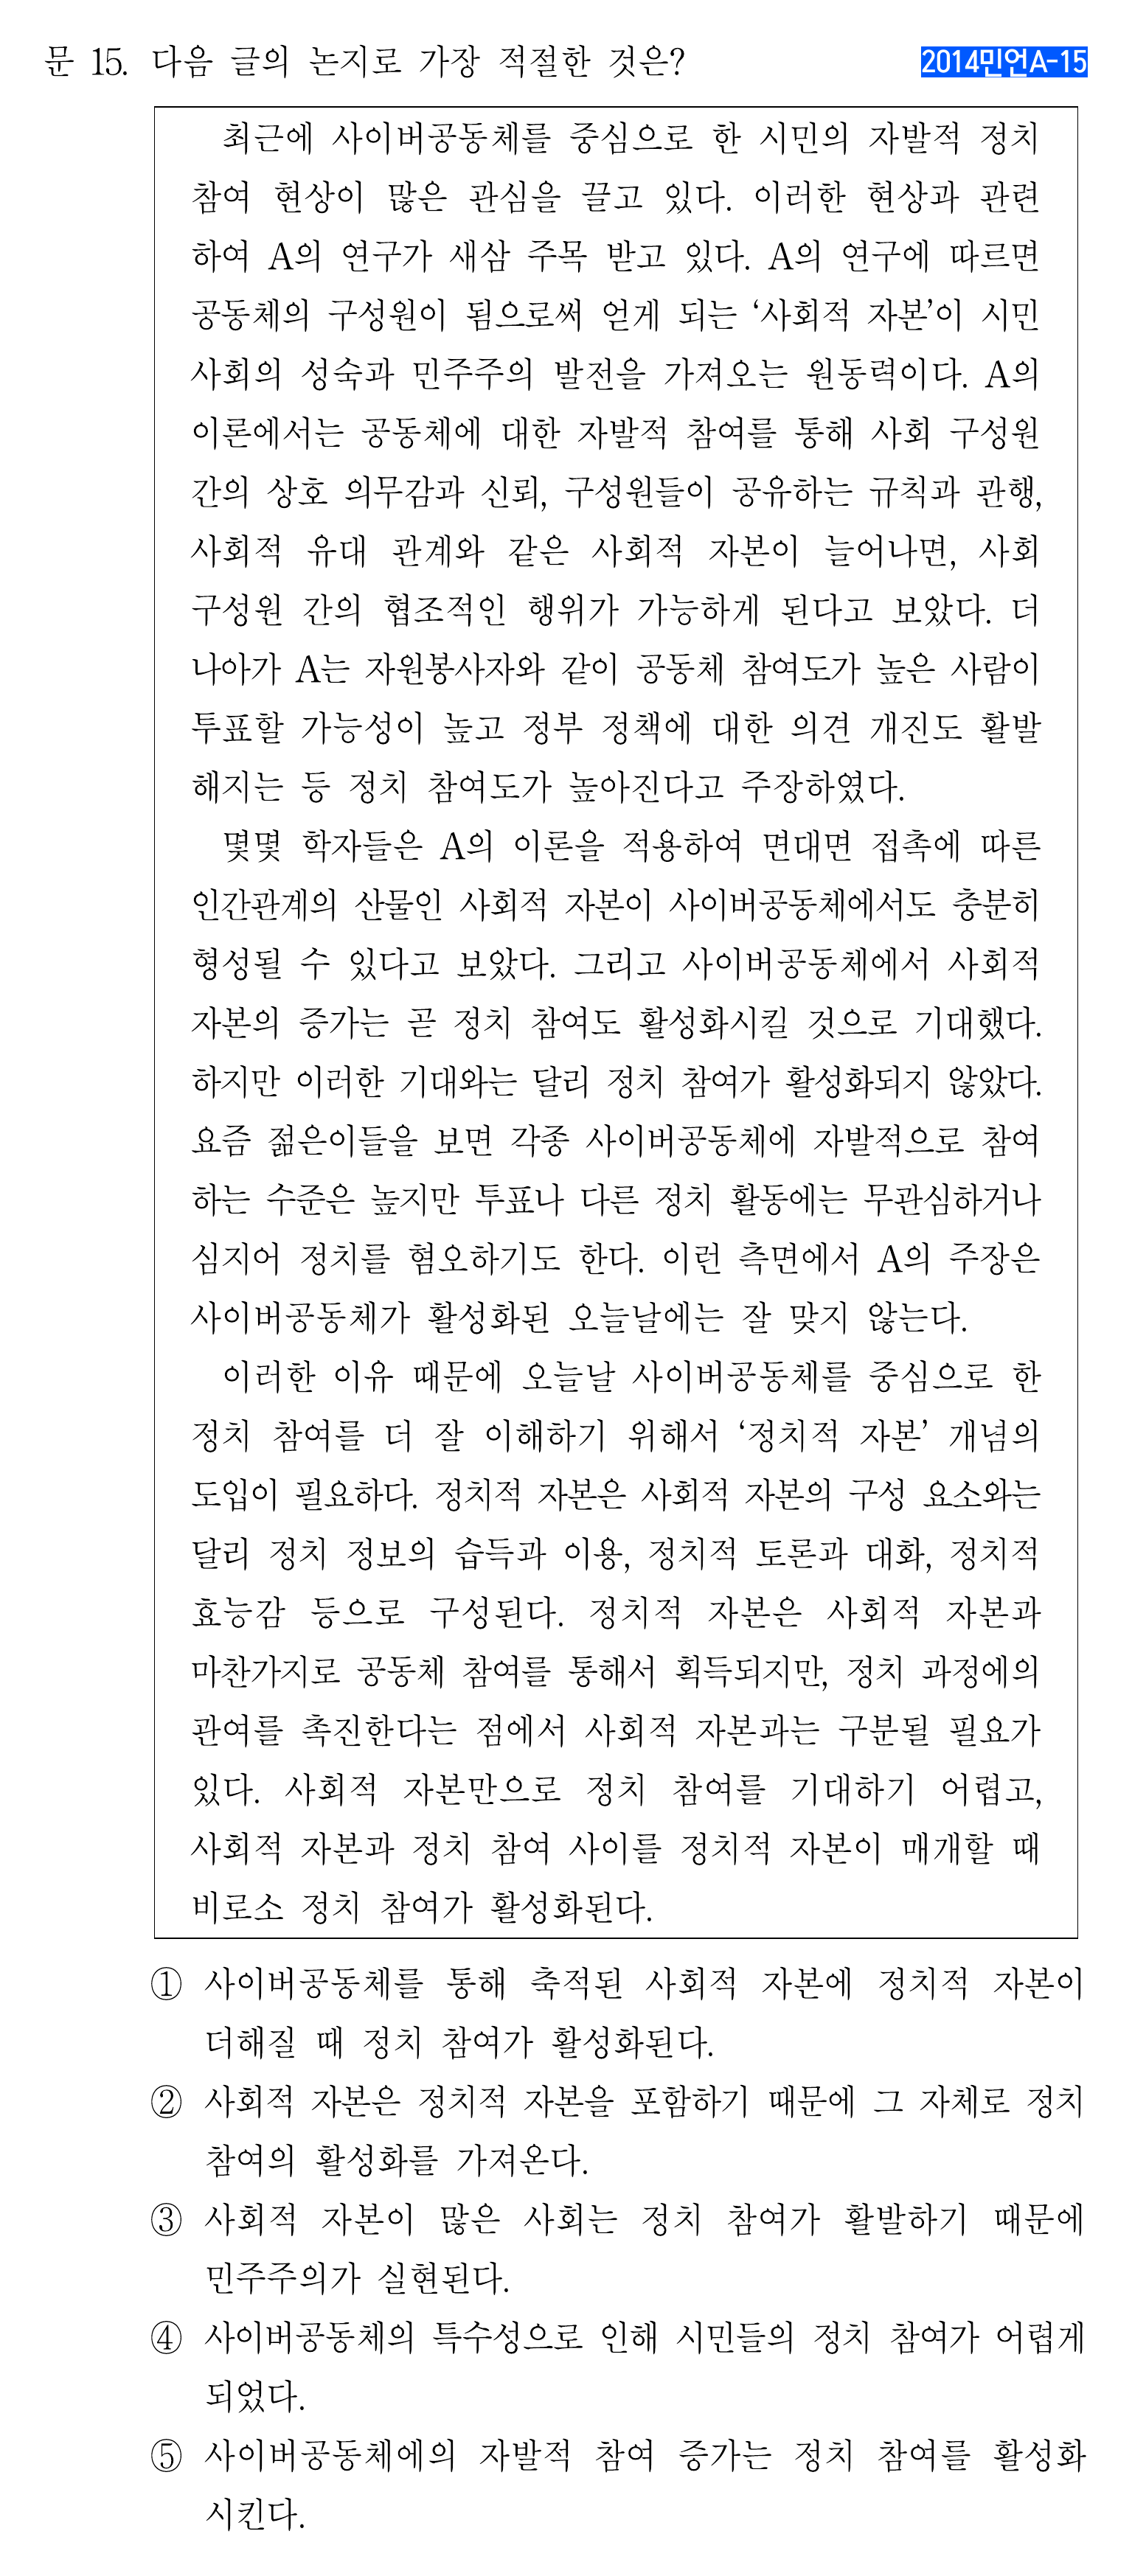 문 15. 다음 글의 논지로 가장 적절한 것은?
2014민언A-15
최근에 사이버공동체를 중심으로 한 시민의 자발적 정치
참여 현상이 많은 관심을 끌고 있다. 이러한 현상과 관련
하여 A의 연구가 새삼 주목 받고 있다. A의 연구에 따르면
공동체의 구성원이 됨으로써 얻게 되는 ‘사회적 자본’이 시민
사회의 성숙과 민주주의 발전을 가져오는 원동력이다. A의
이론에서는 공동체에 대한 자발적 참여를 통해 사회 구성원
간의 상호 의무감과 신뢰, 구성원들이 공유하는 규칙과 관행,
사회적 유대 관계와 같은 사회적 자본이 늘어나면, 사회
구성원 간의 협조적인 행위가 가능하게 된다고 보았다. 더
나아가 A는 자원봉사자와 같이 공동체 참여도가 높은 사람이
투표할 가능성이 높고 정부 정책에 대한 의견 개진도 활발
해지는 등 정치 참여도가 높아진다고 주장하였다.
몇몇 학자들은 A의 이론을 적용하여 면대면 접촉에 따른
인간관계의 산물인 사회적 자본이 사이버공동체에서도 충분히
형성될 수 있다고 보았다. 그리고 사이버공동체에서 사회적
자본의 증가는 곧 정치 참여도 활성화시킬 것으로 기대했다.
하지만 이러한 기대와는 달리 정치 참여가 활성화되지 않았다.
요즘 젊은이들을 보면 각종 사이버공동체에 자발적으로 참여
하는 수준은 높지만 투표나 다른 정치 활동에는 무관심하거나
심지어 정치를 혐오하기도 한다. 이런 측면에서 A의 주장은
사이버공동체가 활성화된 오늘날에는 잘 맞지 않는다.
이러한 이유 때문에 오늘날 사이버공동체를 중심으로 한
정치 참여를 더 잘 이해하기 위해서 ‘정치적 자본’ 개념의
도입이 필요하다. 정치적 자본은 사회적 자본의 구성 요소와는
달리 정치 정보의 습득과 이용, 정치적 토론과 대화, 정치적
효능감 등으로 구성된다. 정치적 자본은 사회적 자본과
마찬가지로 공동체 참여를 통해서 획득되지만, 정치 과정에의
관여를 촉진한다는 점에서 사회적 자본과는 구분될 필요가
있다. 사회적 자본만으로 정치 참여를 기대하기 어렵고,
사회적 자본과 정치 참여 사이를 정치적 자본이 매개할 때
비로소 정치 참여가 활성화된다.
① 사이버공동체를 통해 축적된 사회적 자본에 정치적 자본이
더해질 때 정치 참여가 활성화된다.
② 사회적 자본은 정치적 자본을 포함하기 때문에 그 자체로 정치
참여의 활성화를 가져온다.
③ 사회적 자본이 많은 사회는 정치 참여가 활발하기 때문에
민주주의가 실현된다.
④ 사이버공동체의 특수성으로 인해 시민들의 정치 참여가 어렵게
되었다.
⑤ 사이버공동체에의 자발적 참여 증가는 정치 참여를 활성화
시킨다.